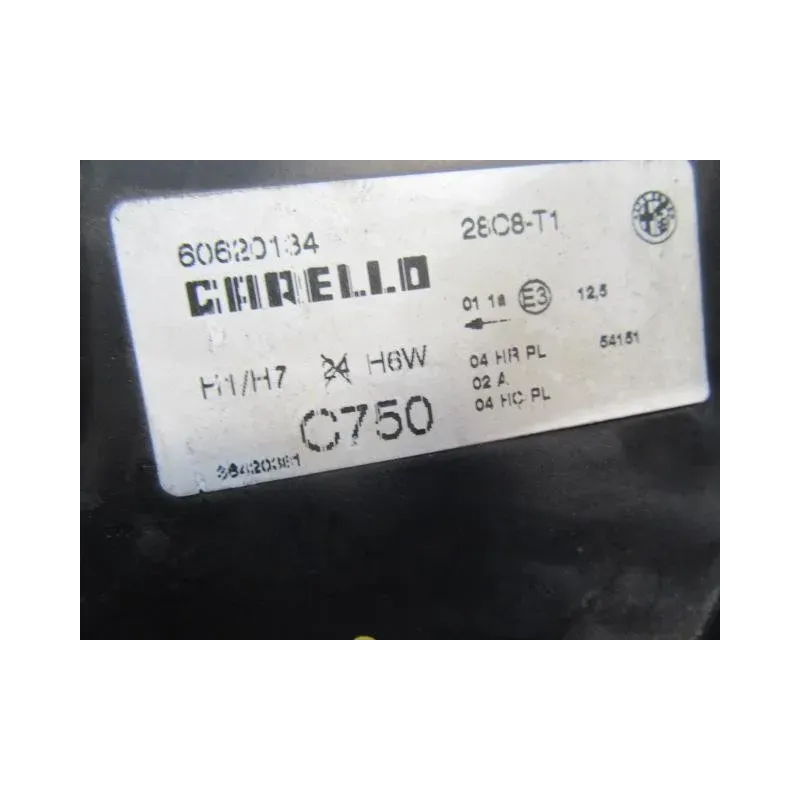 60620134
28C8-T1
CARELLO
01 1a E3 12,5
H1/H7 24 H6W
04 HR PL
54151
02 A
04 HC PL
C750